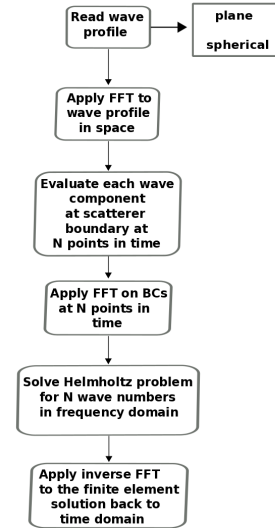 Read wave
profile
plane
spherical
Apply FFT to
wave profile
in space
Evaluate each wave
component
at scatterer
boundary at
N points in time
Apply FFT on BCs
at N points in
time
Solve Helmholtz problem
for N wave numbers
in frequency domain
Apply inverse FFT
to the finite element
solution back to
time domain